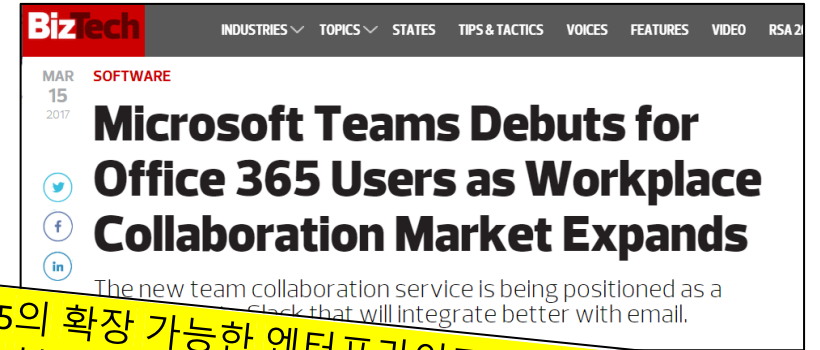 BizTech INDUSTRIES TOPICS STATES TIPS & TACTICS VOICES FEATURES VIDEO RSA
MAR
15
2017
SOFTWARE
Microsoft Teams Debuts for
Office 365 Users as Workplace
Collaboration Market Expands
The new team collaboration service is being positioned as a
Slack that will integrate better with email.
5의 확장 가능한